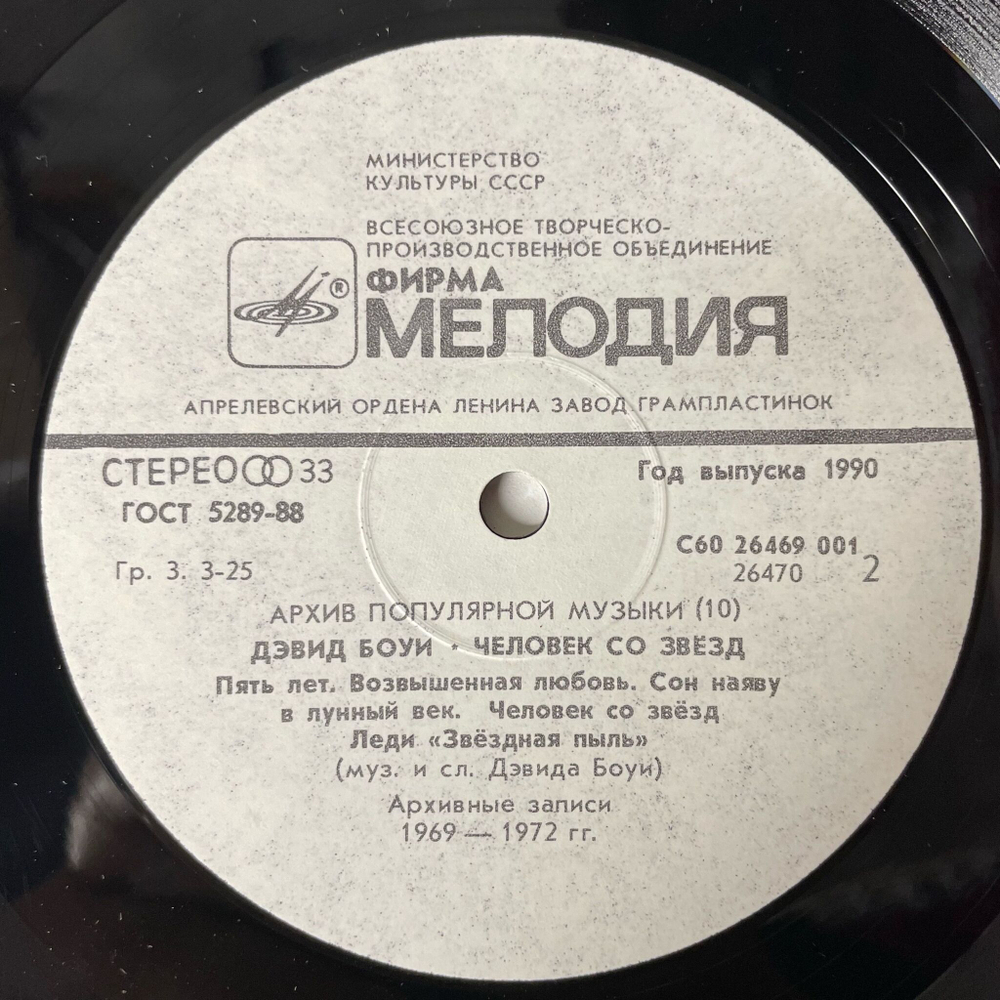 МИНИСТЕРСТВО
КУЛЬТУРЫ СССР
ВСЕСОЮЗНОЕ ТВОРЧЕСКО-
ПРОИЗВОДСТВЕННОЕ ОБЪЕДИНЕНИЕ
ФИРМА
® МЕЛОДИЯ
АПРЕЛЕВСКИЙ ОРДЕНА ЛЕНИНА ЗАВОД ГРАМПЛАСТИНОК
СТЕРЕО 33
Год выпуска 1990
ГОСТ 5289-88
С60 26469 001
Гр. 3. 3-25
26470 2
АРХИВ ПОПУЛЯРНОЙ МУЗЫКИ (10)
ДЭВИД БОУИ • ЧЕЛОВЕК СО ЗВЁЗД
Пять лет. Возвышенная любовь. Сон наяву
в лунный век. Человек со звёзд
Леди «Звёздная пыль»
(муз. и сл. Дэвида Боуи)
Архивные записи
1969 — 1972 гг.